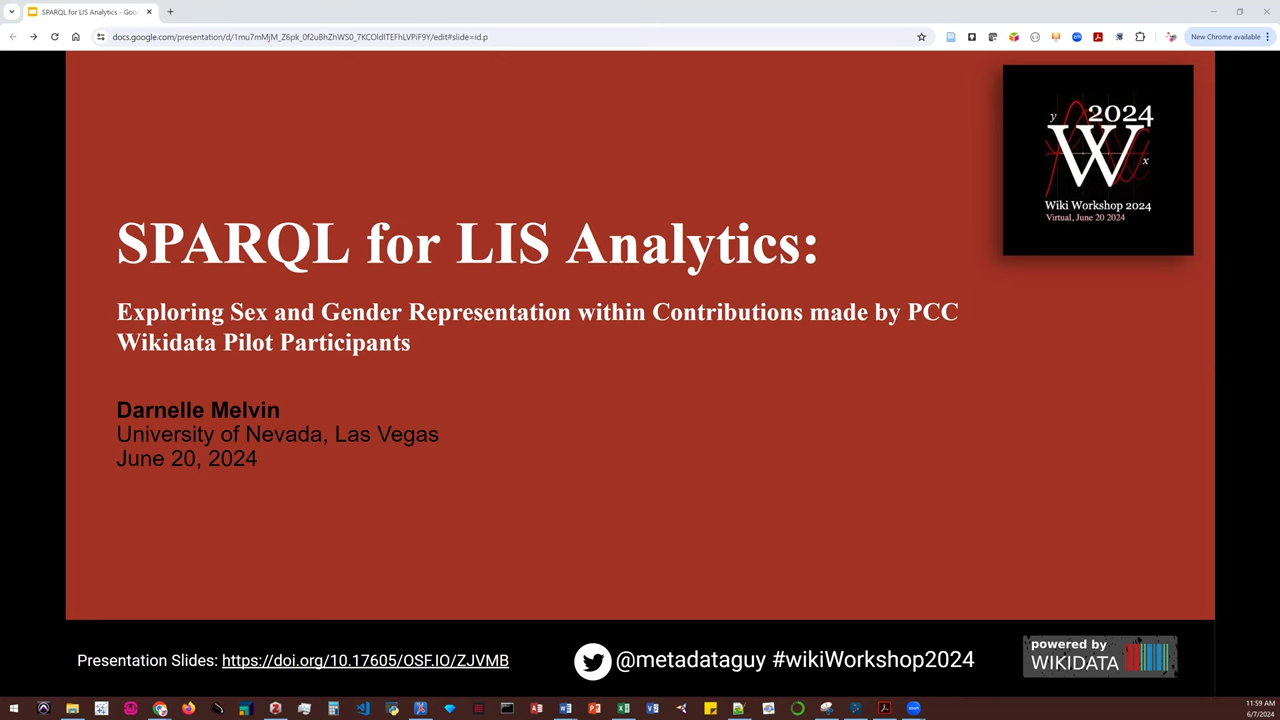 SPARQL for LIS Analytics - Goo
docs.google.com/presentation/d/1mu7mMjM_Z6pk_0f2uBhZhWS0_7KCOldITEFhLVPiF9Y/edit#slide=id.p
New Chrome available
y 2024
W
x
Wiki Workshop 2024
Virtual, June 20 2024
SPARQL for LIS Analytics:
Exploring Sex and Gender Representation within Contributions made by PCC
Wikidata Pilot Participants
Darnelle Melvin
University of Nevada, Las Vegas
June 20, 2024
Presentation Slides: https://doi.org/10.17605/OSF.IO/ZJVMB
@metadataguy #wikiWorkshop2024
powered by
WIKIDATA
11:59 AM
6/7/2024